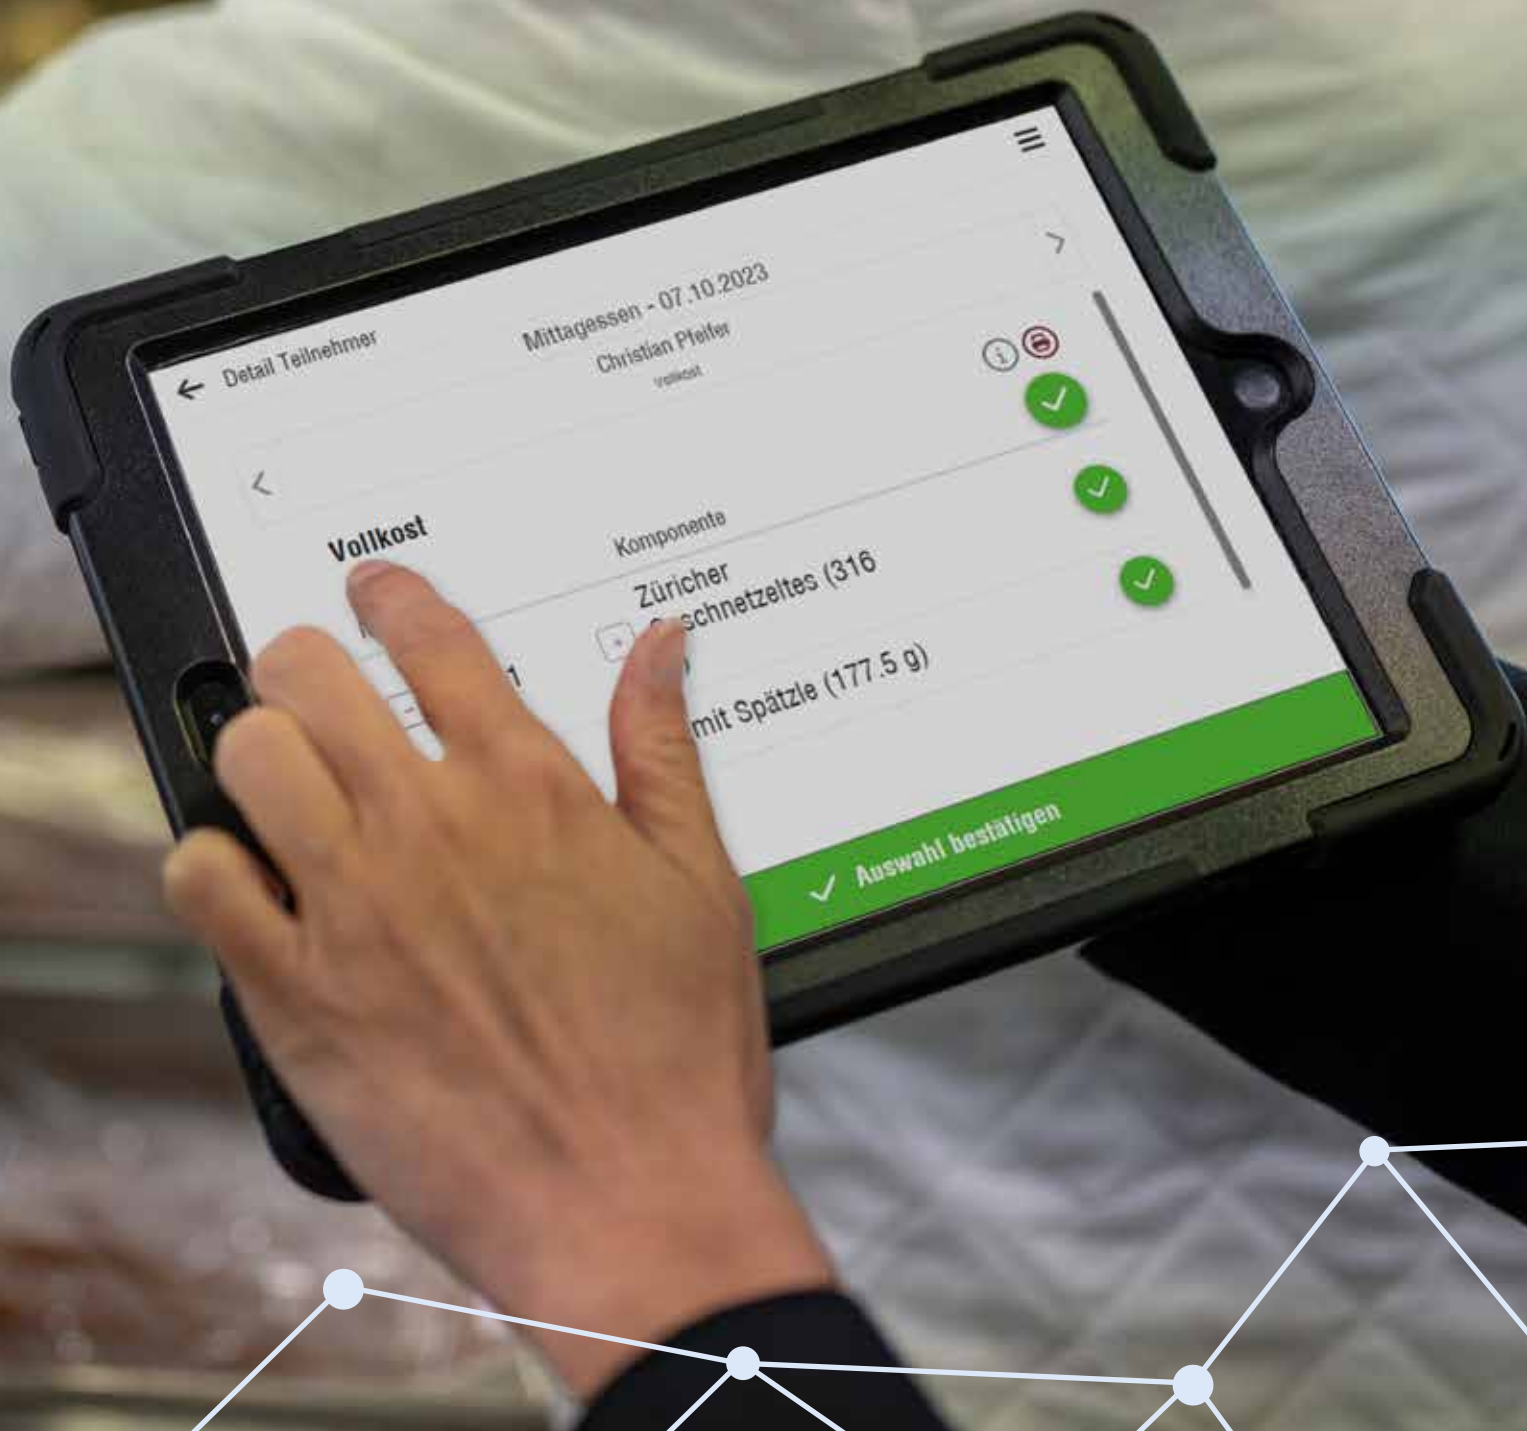 Detail Teilnehmer
Mittagessen - 07.10.2023
Christian Pfeifer
Vollkost
Vollkost
Komponente
1
Züricher
schnetzeltes (316
mit Spätzle (177.5 g)
Auswahl bestätigen